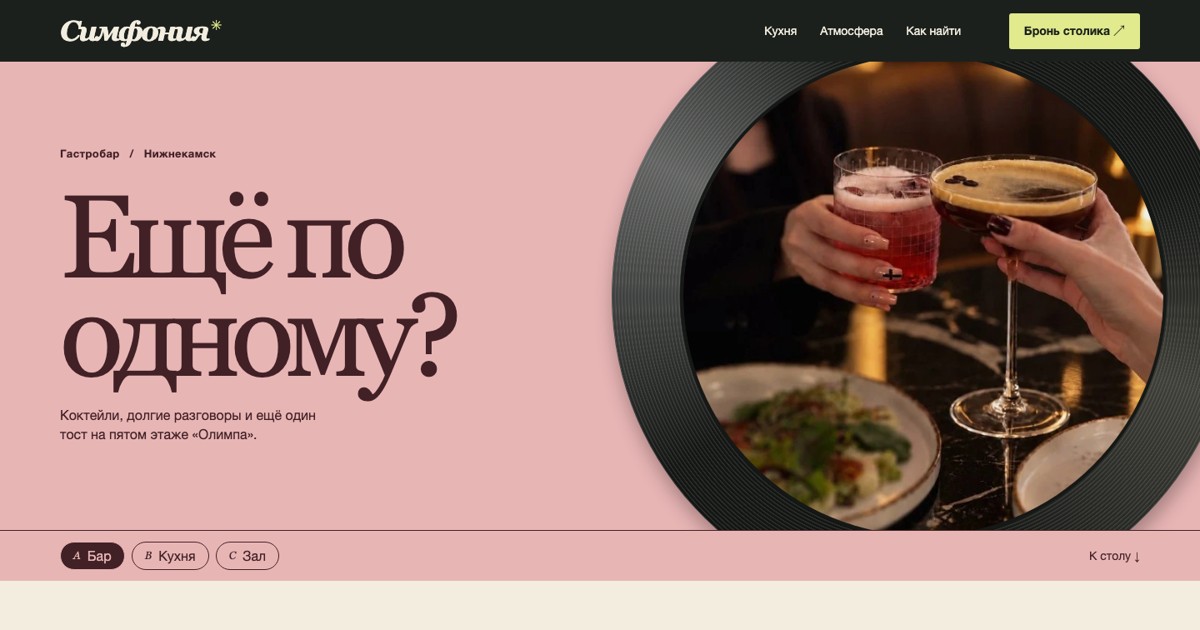 Симфония*
Кухня Атмосфера Как найти Бронь столика ↗
Гастробар / Нижнекамск
Ещё по
одному?
Коктейли, долгие разговоры и ещё один
тост на пятом этаже «Олимпа».
A Бар B Кухня C Зал К столу ↓